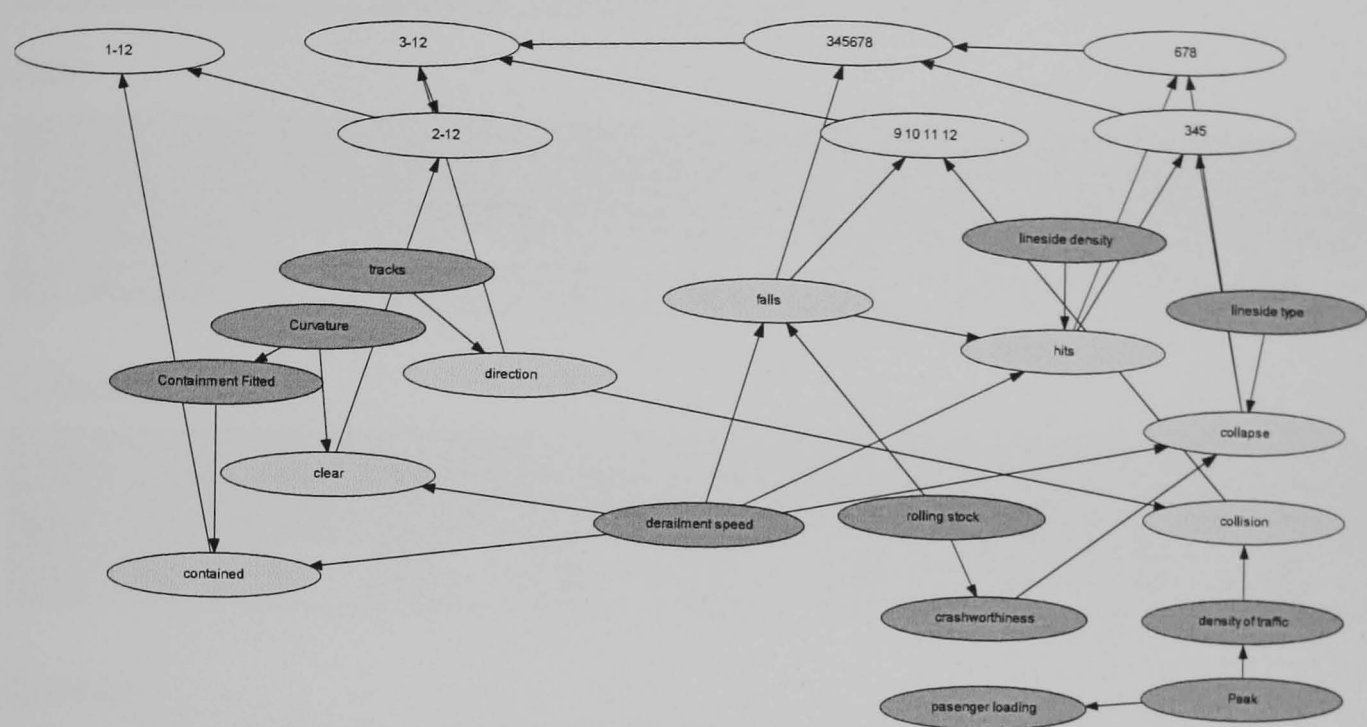 1-12
3-12
345678
678
2-12
9 10 11 12
345
lineside density
tracks
falls
lineside type
Curvature
hits
Containment Fitted
direction
collapse
clear
derailment speed
rolling stock
collision
contained
crashworthiness
density of traffic
pasenger loading
Peak